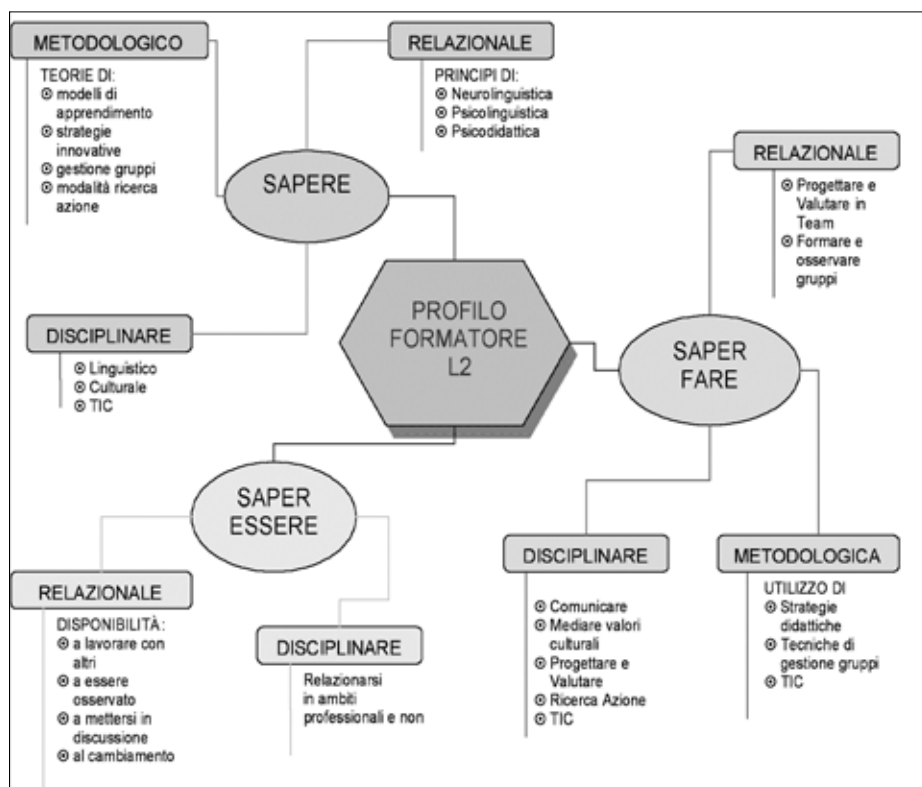 METODOLOGICO
TEORIE DI:
modelli di
apprendimento
strategie
innovative
gestione gruppi
modalità ricerca
azione
RELAZIONALE
PRINCIPI DI:
Neurolinguistica
Psicolinguistica
Psicodidattica
SAPERE
DISCIPLINARE
Linguistico
Culturale
TIC
PROFILO
FORMATORE
L2
RELAZIONALE
Progettare e
Valutare in
Team
Formare e
osservare
gruppi
SAPER
FARE
DISCIPLINARE
Comunicare
Mediare valori
culturali
Progettare e
Valutare
Ricerca Azione
TIC
METODOLOGICA
UTILIZZO DI
Strategie
didattiche
Tecniche di
gestione gruppi
TIC
SAPER
ESSERE
RELAZIONALE
DISPONIBILITÀ:
a lavorare con
altri
a essere
osservato
a mettersi in
discussione
al cambiamento
DISCIPLINARE
Relazionarsi
in ambiti
professionali e non